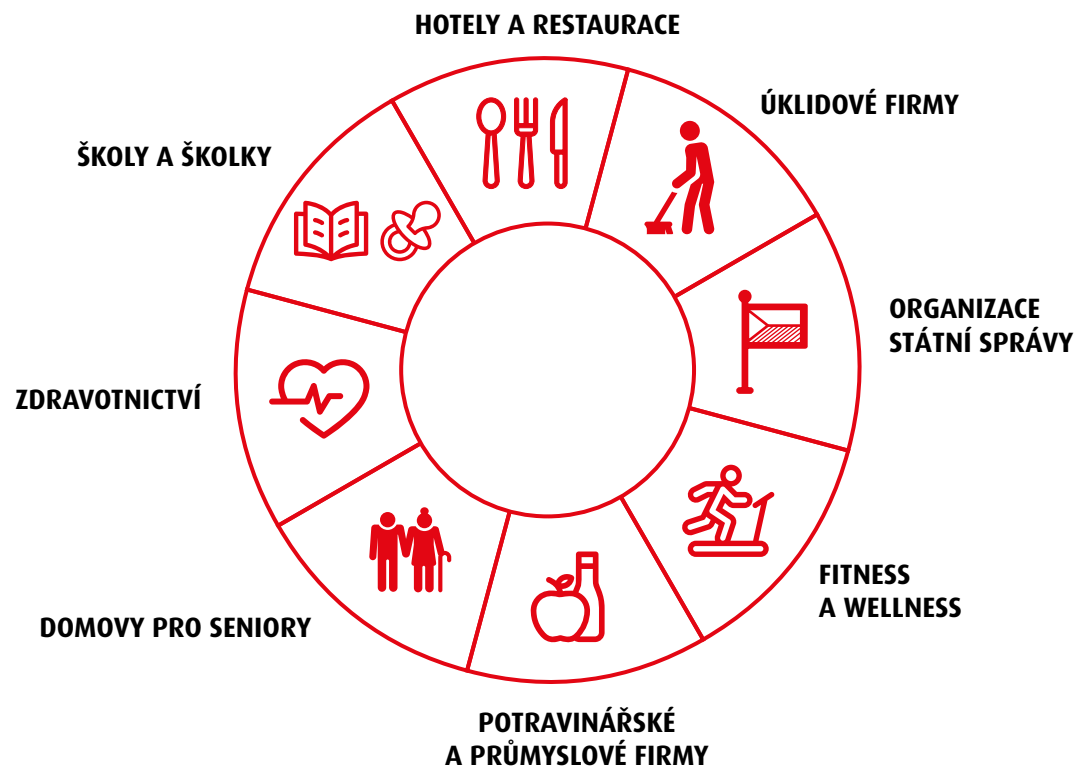 HOTELY A RESTAURACE
ÚKLIDOVÉ FIRMY
ŠKOLY A ŠKOLKY
ORGANIZACE
STÁTNÍ SPRÁVY
ZDRAVOTNICTVÍ
FITNESS
A WELLNESS
DOMOVY PRO SENIORY
POTRAVINÁŘSKÉ
A PRŮMYSLOVÉ FIRMY